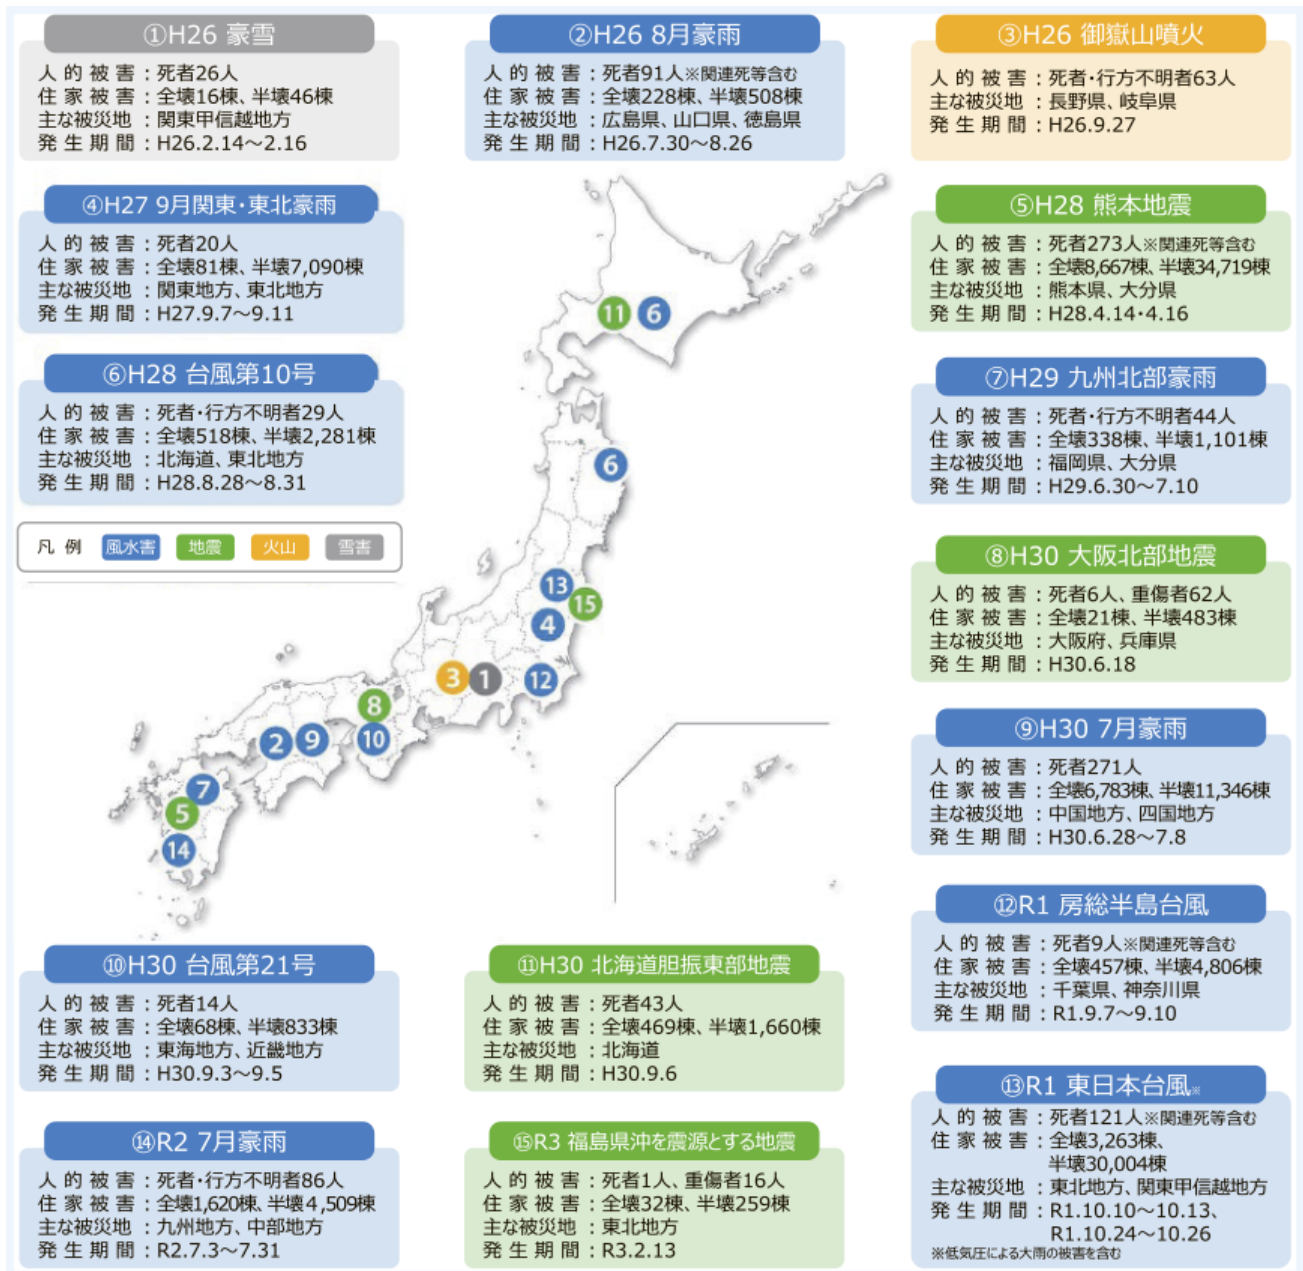 ①H26 豪雪
人的被害：死者26人
住家被害：全壊16棟、半壊46棟
主な被災地：関東甲信越地方
発生期間：H26.2.14～2.16
②H26 8月豪雨
人的被害：死者91人※関連死等含む
住家被害：全壊228棟、半壊508棟
主な被災地：広島県、山口県、徳島県
発生期間：H26.7.30～8.26
③H26 御嶽山噴火
人的被害：死者・行方不明者63人
主な被災地：長野県、岐阜県
発生期間：H26.9.27
④H27 9月関東・東北豪雨
人的被害：死者20人
住家被害：全壊81棟、半壊7,090棟
主な被災地：関東地方、東北地方
発生期間：H27.9.7～9.11
⑤H28 熊本地震
人的被害：死者273人※関連死等含む
住家被害：全壊8,667棟、半壊34,719棟
主な被災地：熊本県、大分県
発生期間：H28.4.14・4.16
⑥H28 台風第10号
人的被害：死者・行方不明者29人
住家被害：全壊518棟、半壊2,281棟
主な被災地：北海道、東北地方
発生期間：H28.8.28～8.31
⑦H29 九州北部豪雨
人的被害：死者・行方不明者44人
住家被害：全壊338棟、半壊1,101棟
主な被災地：福岡県、大分県
発生期間：H29.6.30～7.10
凡例 風水害 地震 火山 雪害
⑧H30 大阪北部地震
人的被害：死者6人、重傷者62人
住家被害：全壊21棟、半壊483棟
主な被災地：大阪府、兵庫県
発生期間：H30.6.18
⑨H30 7月豪雨
人的被害：死者271人
住家被害：全壊6,783棟、半壊11,346棟
主な被災地：中国地方、四国地方
発生期間：H30.6.28～7.8
11 6
6
13
15
4
3 1 12
8
2 9 10
7
5
14
⑩H30 台風第21号
人的被害：死者14人
住家被害：全壊68棟、半壊833棟
主な被災地：東海地方、近畿地方
発生期間：H30.9.3～9.5
⑪H30 北海道胆振東部地震
人的被害：死者43人
住家被害：全壊469棟、半壊1,660棟
主な被災地：北海道
発生期間：H30.9.6
⑫R1 房総半島台風
人的被害：死者9人※関連死等含む
住家被害：全壊457棟、半壊4,806棟
主な被災地：千葉県、神奈川県
発生期間：R1.9.7～9.10
⑬R1 東日本台風※
人的被害：死者121人※関連死等含む
住家被害：全壊3,263棟、
半壊30,004棟
主な被災地：東北地方、関東甲信越地方
発生期間：R1.10.10～10.13、
R1.10.24～10.26
※低気圧による大雨の被害を含む
⑭R2 7月豪雨
人的被害：死者・行方不明者86人
住家被害：全壊1,620棟、半壊4,509棟
主な被災地：九州地方、中部地方
発生期間：R2.7.3～7.31
⑮R3 福島県沖を震源とする地震
人的被害：死者1人、重傷者16人
住家被害：全壊32棟、半壊259棟
主な被災地：東北地方
発生期間：R3.2.13